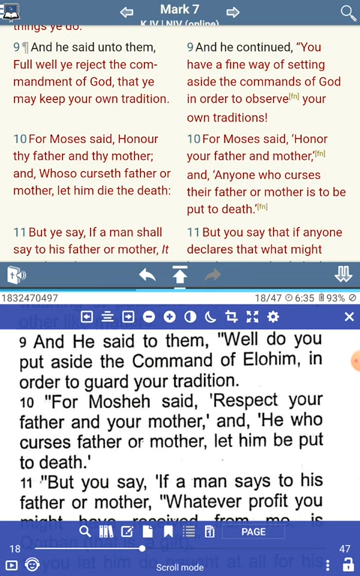 Mark 7
KJV | NIV (online)
things ye do.
9 ¶ And he said unto them,
Full well ye reject the com-
mandment of God, that ye
may keep your own tradition.
10 For Moses said, Honour
thy father and thy mother;
and, Whoso curseth father or
mother, let him die the death:
11 But ye say, If a man shall
say to his father or mother, It
9 And he continued, “You
have a fine way of setting
aside the commands of God
in order to observe[fn] your
own traditions!
10 For Moses said, ‘Honor
your father and mother,’[fn]
and, ‘Anyone who curses
their father or mother is to be
put to death.’[fn]
11 But you say that if anyone
declares that what might
1832470497
18/47 6:35 93%
9 And He said to them, "Well do you
put aside the Command of Elohim, in
order to guard your tradition.
10 "For Mosheh said, 'Respect your
father and your mother,' and, 'He who
curses father or mother, let him be put
to death.'
11 "But you say, 'If a man says to his
father or mother, "Whatever profit you
might have received from me is
PAGE
18
47
Scroll mode